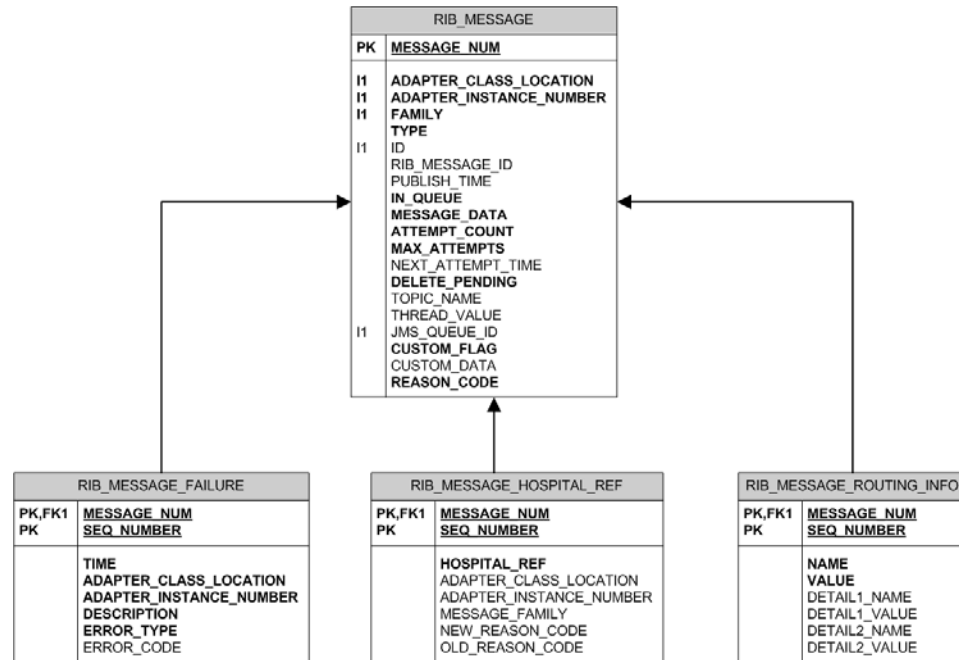 RIB_MESSAGE
PK MESSAGE_NUM
I1 ADAPTER_CLASS_LOCATION
I1 ADAPTER_INSTANCE_NUMBER
I1 FAMILY
TYPE
I1 ID
RIB_MESSAGE_ID
PUBLISH_TIME
IN_QUEUE
MESSAGE_DATA
ATTEMPT_COUNT
MAX_ATTEMPTS
NEXT_ATTEMPT_TIME
DELETE_PENDING
TOPIC_NAME
THREAD_VALUE
I1 JMS_QUEUE_ID
CUSTOM_FLAG
CUSTOM_DATA
REASON_CODE
RIB_MESSAGE_FAILURE
PK,FK1 MESSAGE_NUM
PK SEQ_NUMBER
TIME
ADAPTER_CLASS_LOCATION
ADAPTER_INSTANCE_NUMBER
DESCRIPTION
ERROR_TYPE
ERROR_CODE
RIB_MESSAGE_HOSPITAL_REF
PK,FK1 MESSAGE_NUM
PK SEQ_NUMBER
HOSPITAL_REF
ADAPTER_CLASS_LOCATION
ADAPTER_INSTANCE_NUMBER
MESSAGE_FAMILY
NEW_REASON_CODE
OLD_REASON_CODE
RIB_MESSAGE_ROUTING_INFO
PK,FK1 MESSAGE_NUM
PK SEQ_NUMBER
NAME
VALUE
DETAIL1_NAME
DETAIL1_VALUE
DETAIL2_NAME
DETAIL2_VALUE